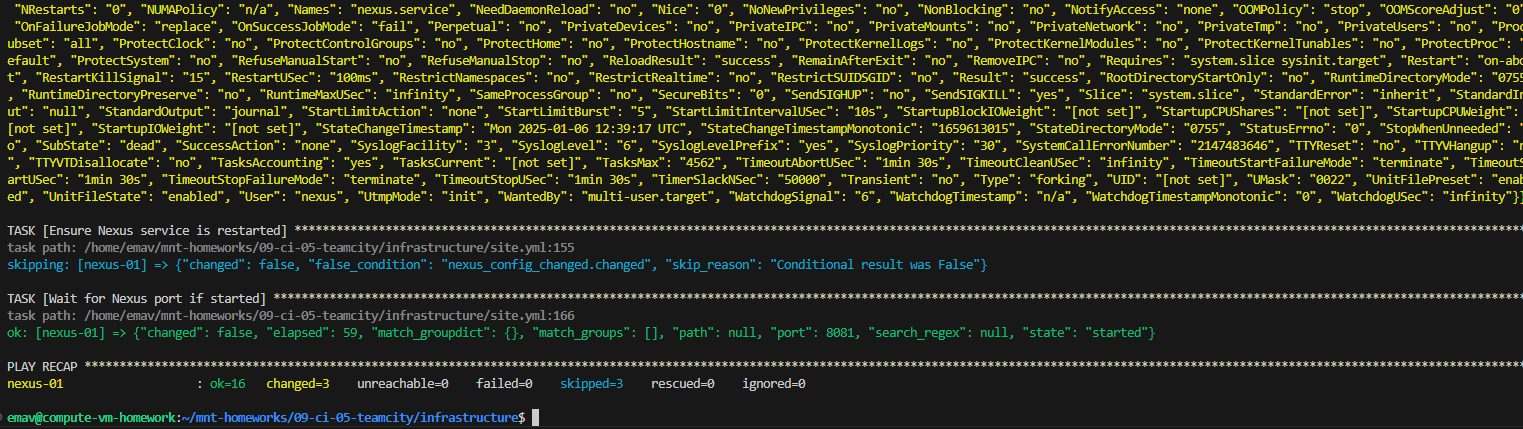 "NRestarts": "0", "NUMAPolicy": "n/a", "Names": "nexus.service", "NeedDaemonReload": "no", "Nice": "0", "NoNewPrivileges": "no", "NonBlocking": "no", "NotifyAccess": "none", "OOMPolicy": "stop", "OOMScoreAdjust": "0"
"OnFailureJobMode": "replace", "OnSuccessJobMode": "fail", "Perpetual": "no", "PrivateDevices": "no", "PrivateIPC": "no", "PrivateMounts": "no", "PrivateNetwork": "no", "PrivateTmp": "no", "PrivateUsers": "no", "Proc
ubset": "all", "ProtectClock": "no", "ProtectControlGroups": "no", "ProtectHome": "no", "ProtectHostname": "no", "ProtectKernelLogs": "no", "ProtectKernelModules": "no", "ProtectKernelTunables": "no", "ProtectProc": "
efault", "ProtectSystem": "no", "RefuseManualStart": "no", "RefuseManualStop": "no", "ReloadResult": "success", "RemainAfterExit": "no", "RemoveIPC": "no", "Requires": "system.slice sysinit.target", "Restart": "on-abo
t", "RestartKillSignal": "15", "RestartUSec": "100ms", "RestrictNamespaces": "no", "RestrictRealtime": "no", "RestrictSUIDSGID": "no", "Result": "success", "RootDirectoryStartOnly": "no", "RuntimeDirectoryMode": "0755
, "RuntimeDirectoryPreserve": "no", "RuntimeMaxUSec": "infinity", "SameProcessGroup": "no", "SecureBits": "0", "SendSIGHUP": "no", "SendSIGKILL": "yes", "Slice": "system.slice", "StandardError": "inherit", "StandardIn
ut": "null", "StandardOutput": "journal", "StartLimitAction": "none", "StartLimitBurst": "5", "StartLimitIntervalUSec": "10s", "StartupBlockIOWeight": "[not set]", "StartupCPUShares": "[not set]", "StartupCPUWeight":
[not set]", "StartupIOWeight": "[not set]", "StateChangeTimestamp": "Mon 2025-01-06 12:39:17 UTC", "StateChangeTimestampMonotonic": "1659613015", "StateDirectoryMode": "0755", "StatusErrno": "0", "StopWhenUnneeded": "
o", "SubState": "dead", "SuccessAction": "none", "SyslogFacility": "3", "SyslogLevel": "6", "SyslogLevelPrefix": "yes", "SyslogPriority": "30", "SystemCallErrorNumber": "2147483646", "TTYReset": "no", "TTYVHangup": "n
", "TTYVTDisallocate": "no", "TasksAccounting": "yes", "TasksCurrent": "[not set]", "TasksMax": "4562", "TimeoutAbortUSec": "1min 30s", "TimeoutCleanUSec": "infinity", "TimeoutStartFailureMode": "terminate", "TimeoutS
artUSec": "1min 30s", "TimeoutStopFailureMode": "terminate", "TimeoutStopUSec": "1min 30s", "TimerSlackNSec": "50000", "Transient": "no", "Type": "forking", "UID": "[not set]", "UMask": "0022", "UnitFilePreset": "enab
ed", "UnitFileState": "enabled", "User": "nexus", "UtmpMode": "init", "WantedBy": "multi-user.target", "WatchdogSignal": "6", "WatchdogTimestamp": "n/a", "WatchdogTimestampMonotonic": "0", "WatchdogUSec": "infinity"}}
TASK [Ensure Nexus service is restarted] ****************************************************************************************************
task path: /home/emav/mnt-homeworks/09-ci-05-teamcity/infrastructure/site.yml:155
skipping: [nexus-01] => {"changed": false, "false_condition": "nexus_config_changed.changed", "skip_reason": "Conditional result was False"}
TASK [Wait for Nexus port if started] ****************************************************************************************************
task path: /home/emav/mnt-homeworks/09-ci-05-teamcity/infrastructure/site.yml:166
ok: [nexus-01] => {"changed": false, "elapsed": 59, "match_groupdict": {}, "match_groups": [], "path": null, "port": 8081, "search_regex": null, "state": "started"}
PLAY RECAP ****************************************************************************************************
nexus-01 : ok=16 changed=3 unreachable=0 failed=0 skipped=3 rescued=0 ignored=0
emav@compute-vm-homework:~/mnt-homeworks/09-ci-05-teamcity/infrastructure$